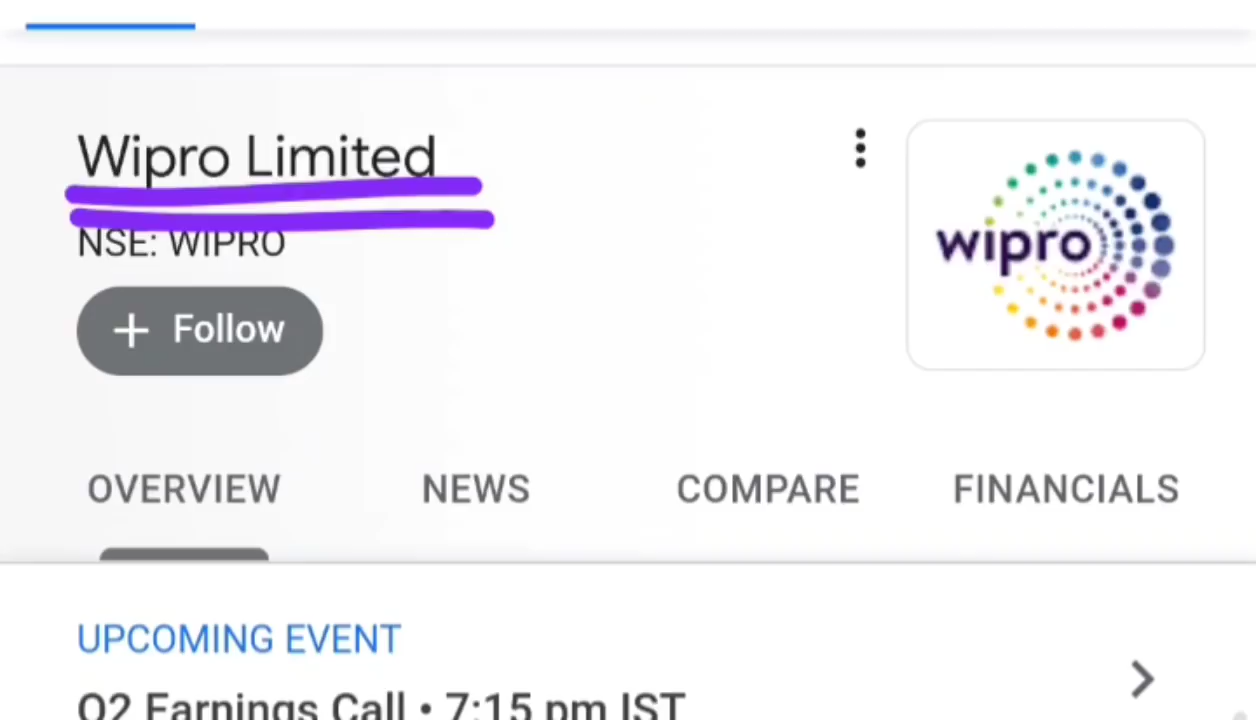 Wipro Limited
NSE: WIPRO
+ Follow
wipro
OVERVIEW NEWS COMPARE FINANCIALS
UPCOMING EVENT
Q2 Earnings Call • 7:15 pm IST